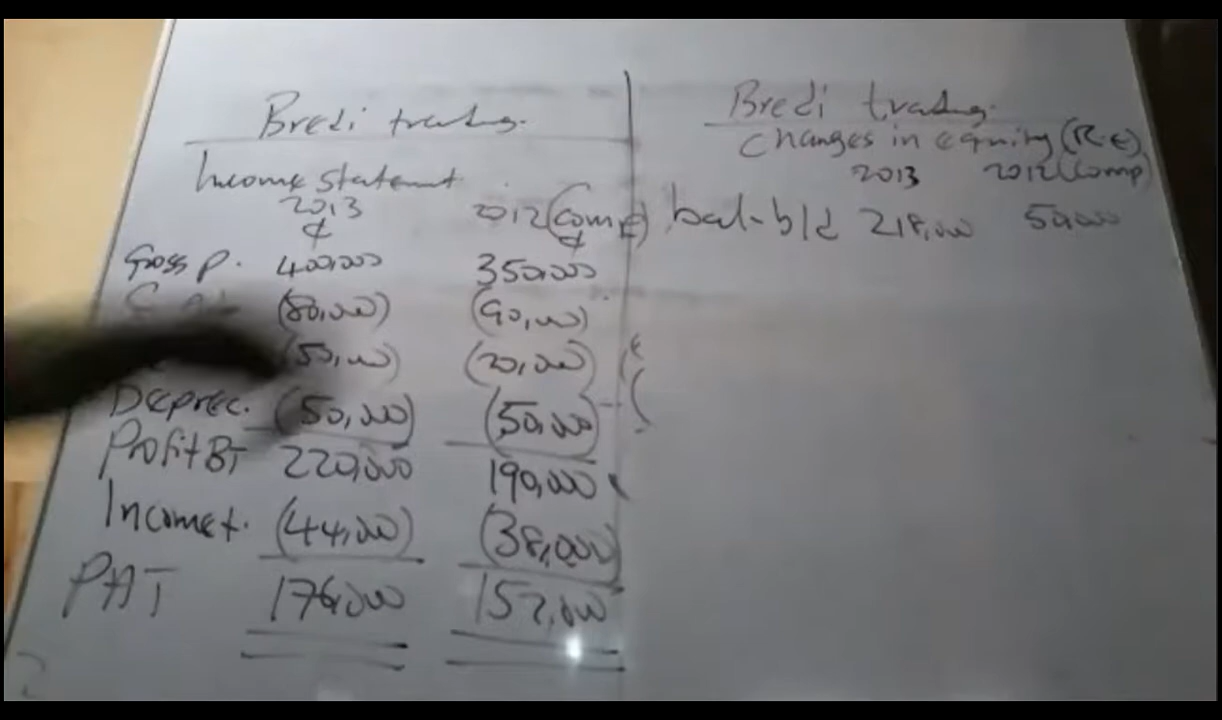 Bredi trading.
Income statement
2013 2012(Comp)
¢ ¢
Gross p. 400,000 350,000
(80,000) (90,000)
(50,000) (20,000)
Deprec. (50,000) (50,000)
Profit BT 220,000 190,000
Income t. (44,000) (38,000)
PAT 176,000 152,000
Bredi trading.
Changes in equity (R.E)
2013 2012(Comp)
bal- b/d 218,000 50,000